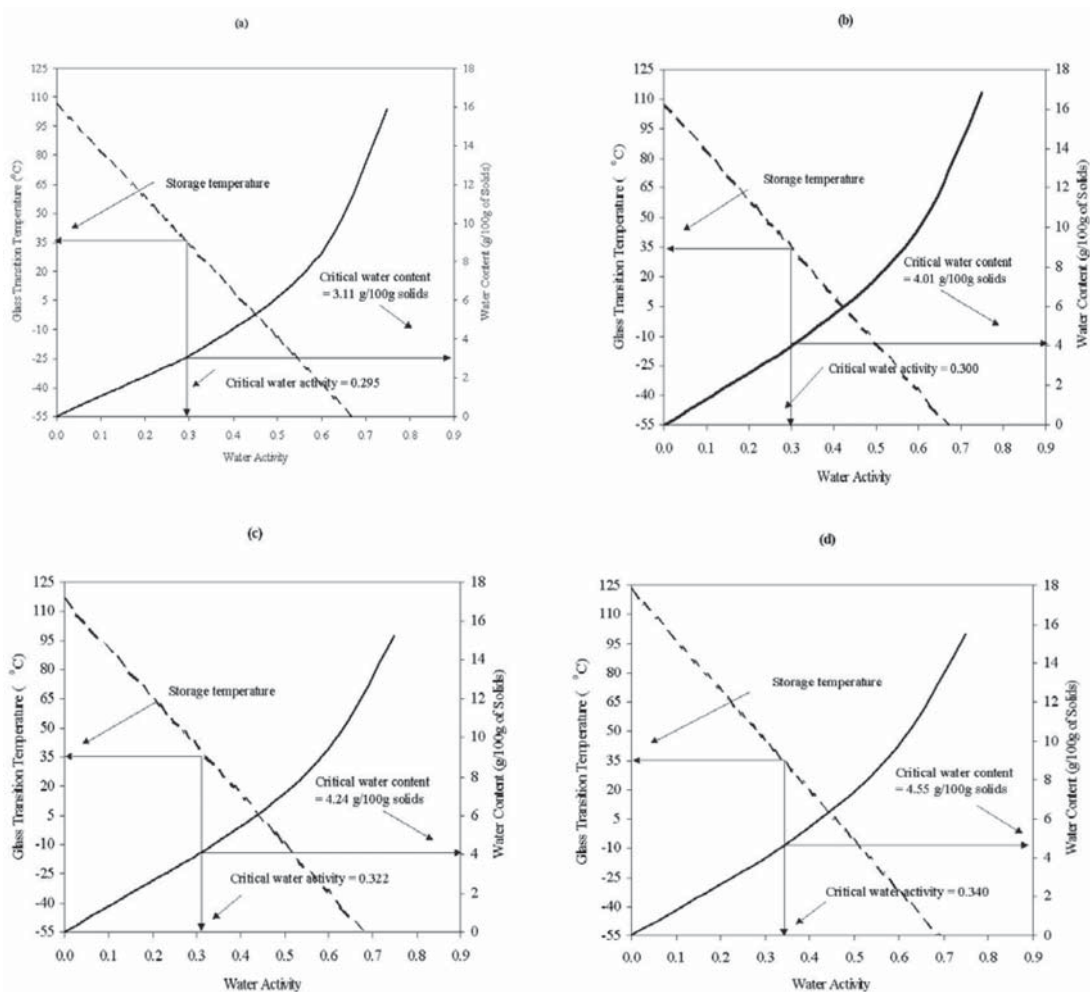 (a)
125
110
95
80
65
50
35
20
5
-10
-25
-40
-55
Glass Transition Temperature (°C)
Storage temperature
Critical water content
= 3.11 g/100g solids
Critical water activity = 0.295
18
16
14
12
10
8
6
4
2
0
Water Content (g/100g of Solids)
0.0 0.1 0.2 0.3 0.4 0.5 0.6 0.7 0.8 0.9
Water Activity
(b)
125
110
95
80
65
50
35
20
5
-10
-25
-40
-55
Glass Transition Temperature ( °C)
Storage temperature
Critical water content
= 4.01 g/100g solids
Critical water activity = 0.300
18
16
14
12
10
8
6
4
2
0
Water Content (g/100g of Solids)
0.0 0.1 0.2 0.3 0.4 0.5 0.6 0.7 0.8 0.9
Water Activity
(c)
125
110
95
80
65
50
35
20
5
-10
-25
-40
-55
Glass Transition Temperature ( °C)
Storage temperature
Critical water content
= 4.24 g/100g solids
Critical water activity = 0.322
18
16
14
12
10
8
6
4
2
0
Water Content (g/100g of Solids)
0.0 0.1 0.2 0.3 0.4 0.5 0.6 0.7 0.8 0.9
Water Activity
(d)
125
110
95
80
65
50
35
20
5
-10
-25
-40
-55
Glass Transition Temperature ( °C)
Storage temperature
Critical water content
= 4.55 g/100g solids
Critical water activity = 0.340
18
16
14
12
10
8
6
4
2
0
Water Content (g/100g of Solids)
0.0 0.1 0.2 0.3 0.4 0.5 0.6 0.7 0.8 0.9
Water Activity